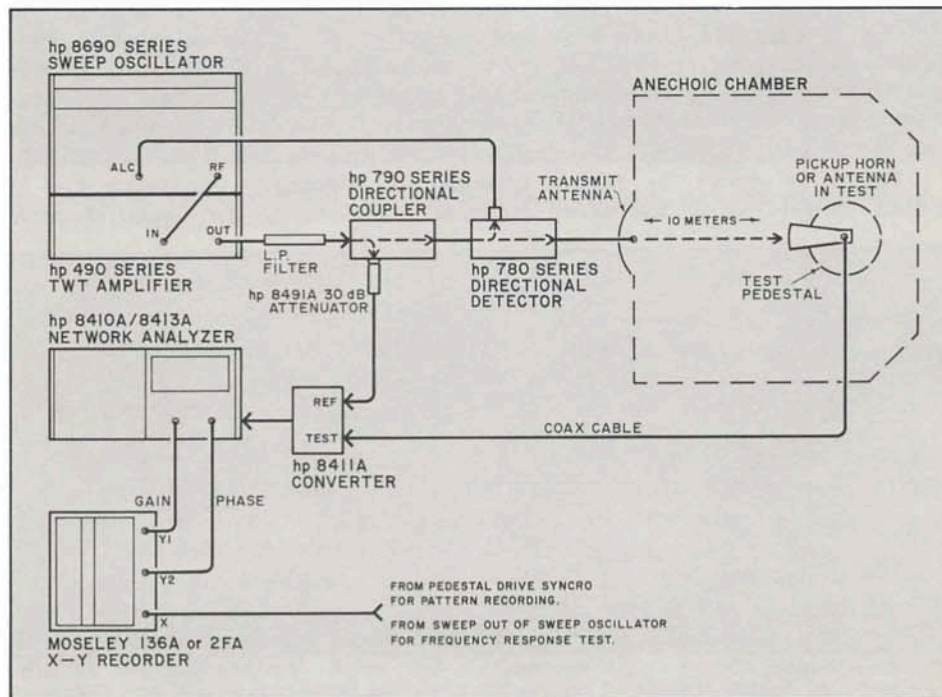 hp 8690 SERIES
SWEEP OSCILLATOR
ALC
RF
IN
OUT
hp 490 SERIES
TWT AMPLIFIER
L.P.
FILTER
hp 790 SERIES
DIRECTIONAL
COUPLER
hp 8491A 30 dB
ATTENUATOR
hp 780 SERIES
DIRECTIONAL
DETECTOR
ANECHOIC CHAMBER
TRANSMIT
ANTENNA
10 METERS
PICKUP HORN
OR ANTENNA
IN TEST
TEST
PEDESTAL
hp 8410A/8413A
NETWORK ANALYZER
REF
TEST
hp 8411A
CONVERTER
COAX CABLE
GAIN
PHASE
Y1
Y2
X
FROM PEDESTAL DRIVE SYNCRO
FOR PATTERN RECORDING.
FROM SWEEP OUT OF SWEEP OSCILLATOR
FOR FREQUENCY RESPONSE TEST.
MOSELEY 136A or 2FA
X-Y RECORDER